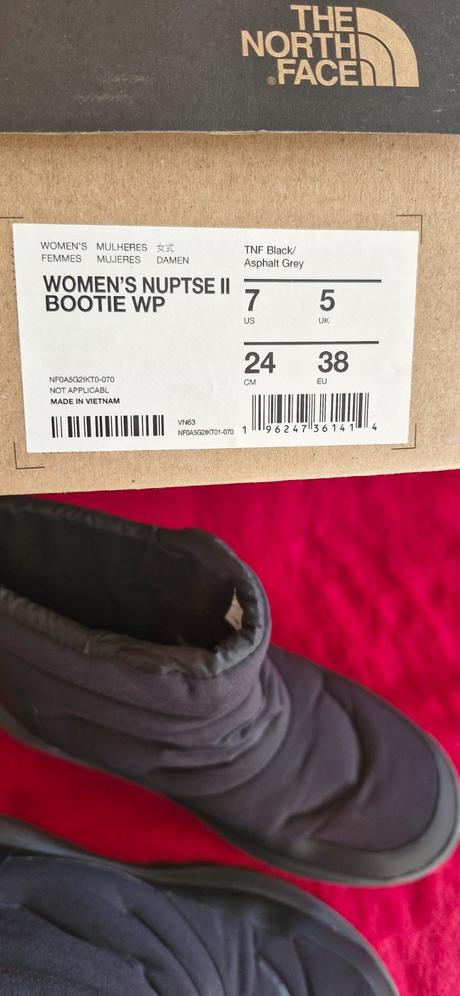 THE
NORTH
FACE
®
WOMEN'S MULHERES 女式
FEMMES MUJERES DAMEN
WOMEN'S NUPTSE II
BOOTIE WP
NF0A5G2IKT0-070
NOT APPLICABL
MADE IN VIETNAM
VN63
NF0A5G2IKT01-070
TNF Black/
Asphalt Grey
7 5
US UK
24 38
CM EU
1 96247 36141 4